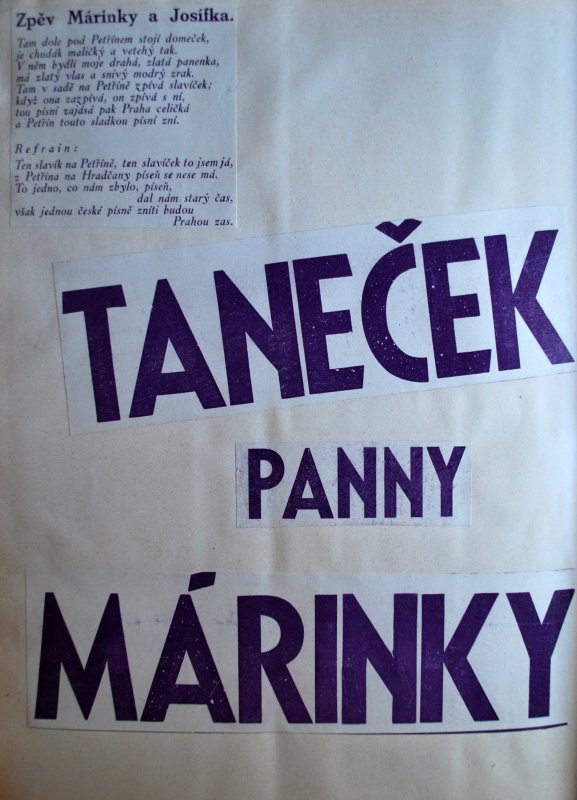 Zpěv Márinky a Josífka.
Tam dole pod Petřínem stojí domeček,
je chudák maličký a vetehý tak.
V něm bydlí moje drahá, zlatá panenka,
má zlatý vlas a snivý modrý zrak.
Tam v sadě na Petříně zpívá slavíček;
když ona zazpívá, on zpívá s ní,
tou písní zajásá pak Praha celičká
a Petřín touto sladkou písní zní.
Refrain:
Ten slavík na Petříně, ten slavíček to jsem já,
z Petřína na Hradčany píseň se nese má.
To jedno, co nám zbylo, píseň,
dal nám starý čas,
však jednou české písně zníti budou
Prahou zas.
TANEČEK
PANNY
MÁRINKY